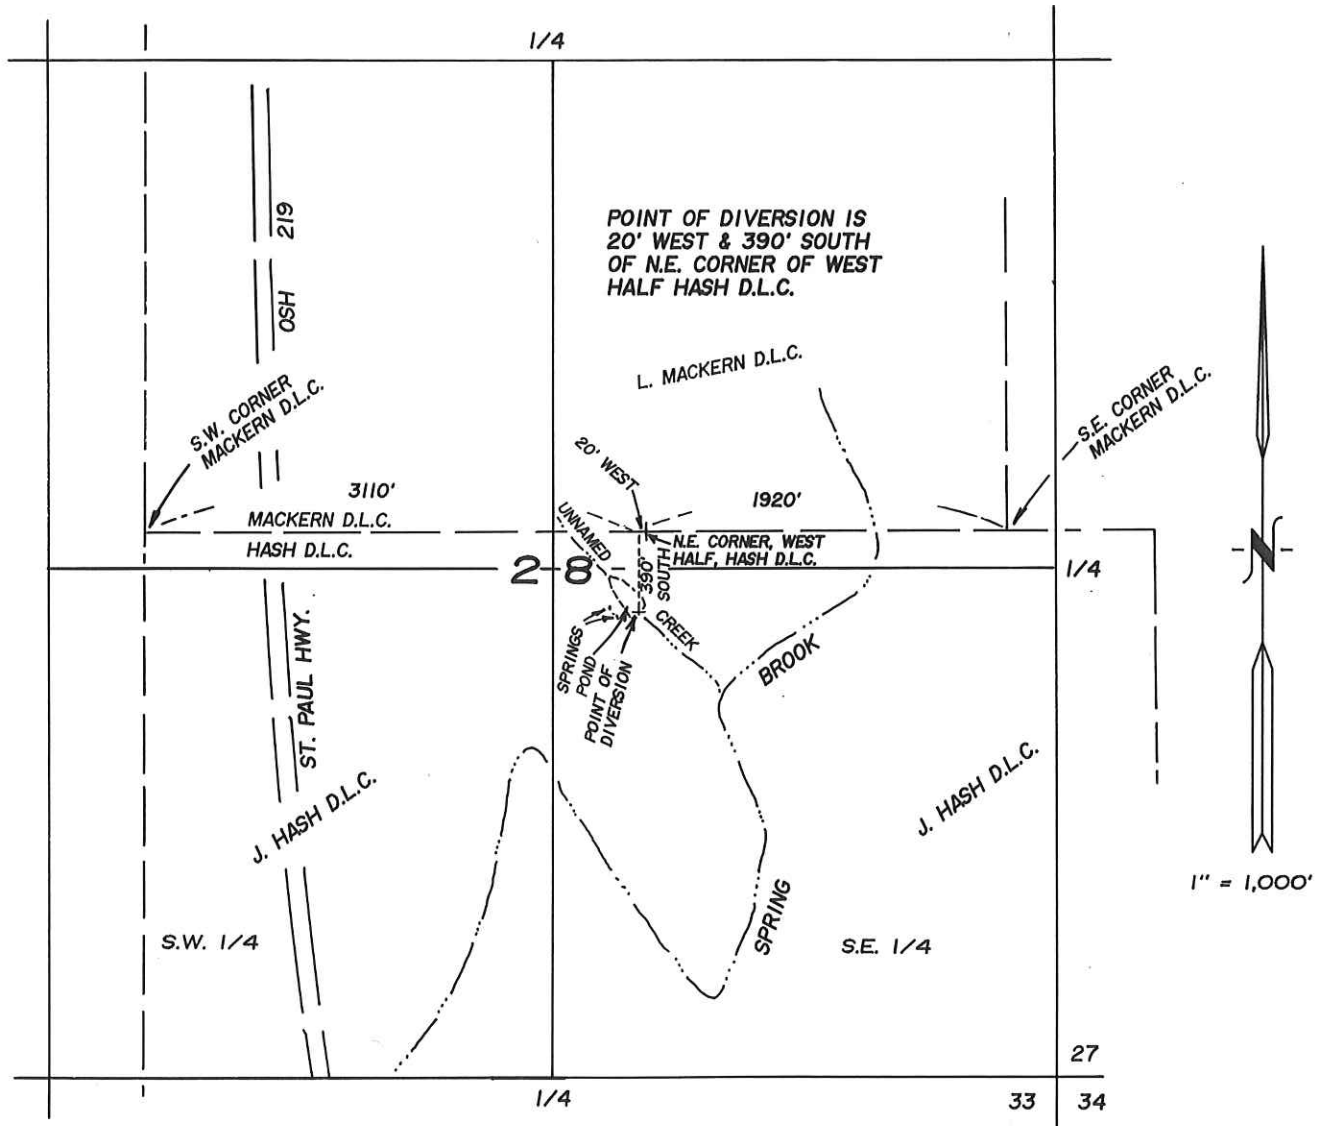 1/4
OSH 219
POINT OF DIVERSION IS
20' WEST & 390' SOUTH
OF N.E. CORNER OF WEST
HALF HASH D.L.C.
L. MACKERN D.L.C.
S.W. CORNER
MACKERN D.L.C.
S.E. CORNER
MACKERN D.L.C.
20' WEST
3110'
1920'
MACKERN D.L.C.
HASH D.L.C.
UNNAMED
N.E. CORNER, WEST
HALF, HASH D.L.C.
28
390'
SOUTH
1/4
N
SPRINGS
POND
POINT OF
DIVERSION
CREEK
BROOK
ST. PAUL HWY.
J. HASH D.L.C.
J. HASH D.L.C.
1" = 1,000'
SPRING
S.W. 1/4
S.E. 1/4
27
1/4
33
34